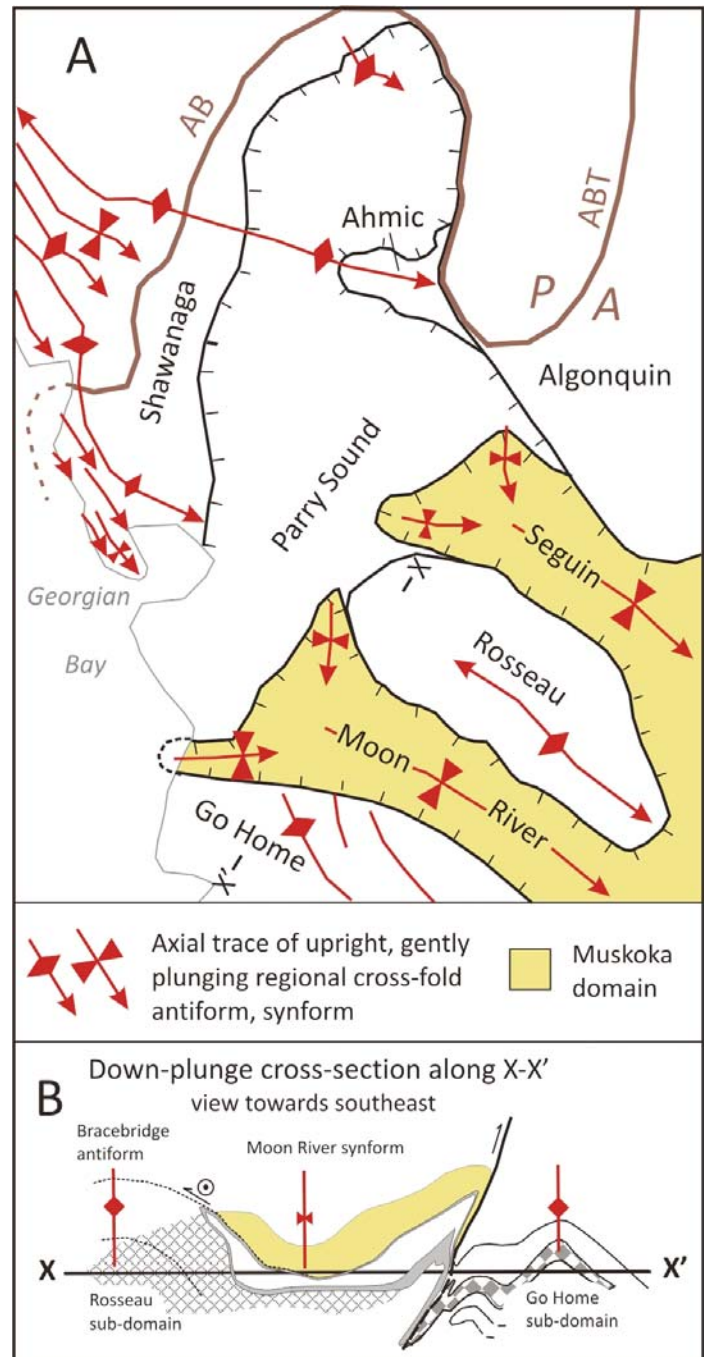 A
AB
ABT
Ahmic
P
A
Shawanaga
Algonquin
Parry Sound
Seguin
Georgian
Bay
X
Rosseau
Moon
River
Go Home
X'
Axial trace of upright, gently
plunging regional cross-fold
antiform, synform
Muskoka
domain
Down-plunge cross-section along X-X'
B
view towards southeast
Bracebridge
antiform
Moon River synform
X
X'
Rosseau
sub-domain
Go Home
sub-domain